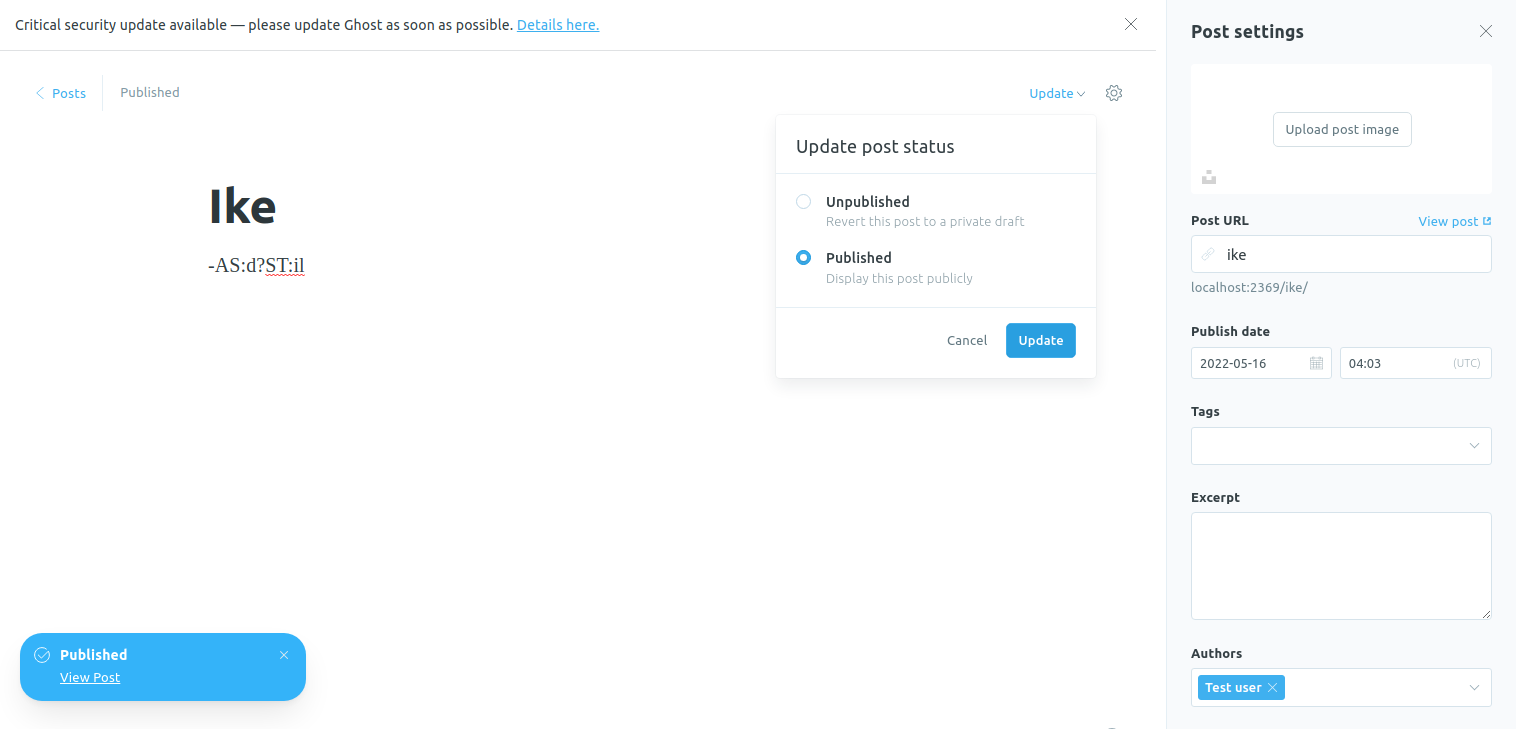 Critical security update available — please update Ghost as soon as possible. Details here.
Posts
Published
Update
Ike
-AS:d?ST:il
Update post status
Unpublished
Revert this post to a private draft
Published
Display this post publicly
Cancel
Update
Published
View Post
Post settings
Upload post image
Post URL
View post
ike
localhost:2369/ike/
Publish date
2022-05-16
04:03
(UTC)
Tags
Excerpt
Authors
Test user